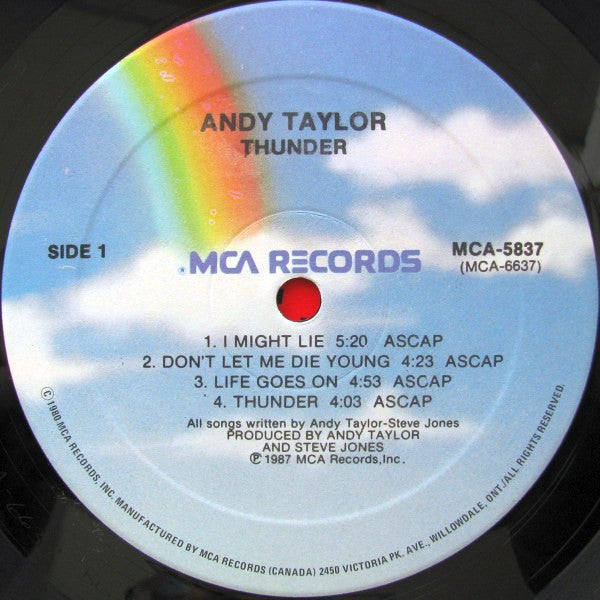 ANDY TAYLOR
THUNDER
SIDE 1
® MCA RECORDS
MCA-5837
(MCA-6637)
1. I MIGHT LIE 5:20 ASCAP
2. DON'T LET ME DIE YOUNG 4:23 ASCAP
3. LIFE GOES ON 4:53 ASCAP
4. THUNDER 4:03 ASCAP
All songs written by Andy Taylor-Steve Jones
PRODUCED BY ANDY TAYLOR
AND STEVE JONES
℗ 1987 MCA Records, Inc.
© 1980 MCA RECORDS, INC. MANUFACTURED BY MCA RECORDS (CANADA) 2450 VICTORIA PK. AVE., WILLOWDALE, ONT./ALL RIGHTS RESERVED.